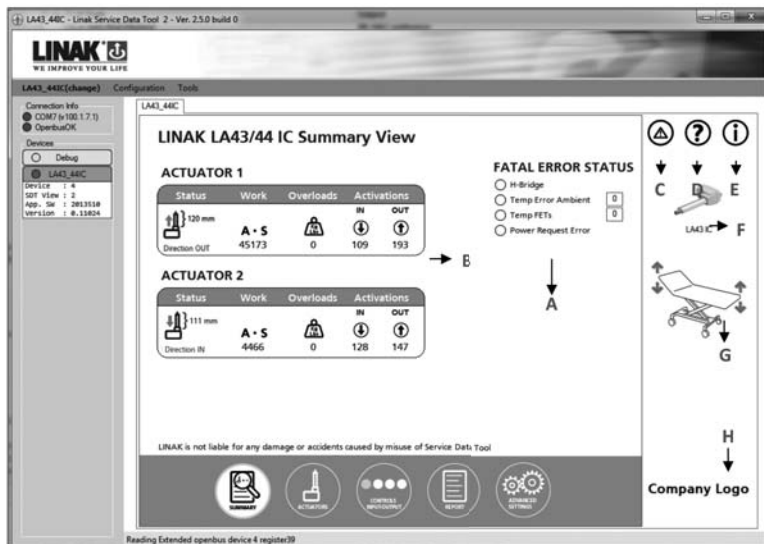 LA43_44IC - Linak Service Data Tool 2 - Ver. 2.5.0 build 0
LINAK
WE IMPROVE YOUR LIFE
LA43_44IC(change) Configuration Tools
Connection Info
COM7 (v100.1.7.1)
OpenbusOK
Devices
Debug
LA43_44IC
Device : 4
SDT View : 2
App. SW : 2013510
Version : 0.11024
LA43_44IC
LINAK LA43/44 IC Summary View
ACTUATOR 1
Status Work Overloads Activations
IN OUT
120 mm
A • S
Direction OUT 45173 0 109 193
B
ACTUATOR 2
Status Work Overloads Activations
IN OUT
111 mm
A • S
Direction IN 4466 0 128 147
FATAL ERROR STATUS
H-Bridge
Temp Error Ambient 0
Temp FETs 0
Power Request Error
A
C D E
LA43 IC F
G
H
Company Logo
LINAK is not liable for any damage or accidents caused by misuse of Service Data Tool
SUMMARY
ACTUATORS
CONTROLS
INPUT/OUTPUT
REPORT
ADVANCED
SETTINGS
Reading Extended openbus device 4 register39